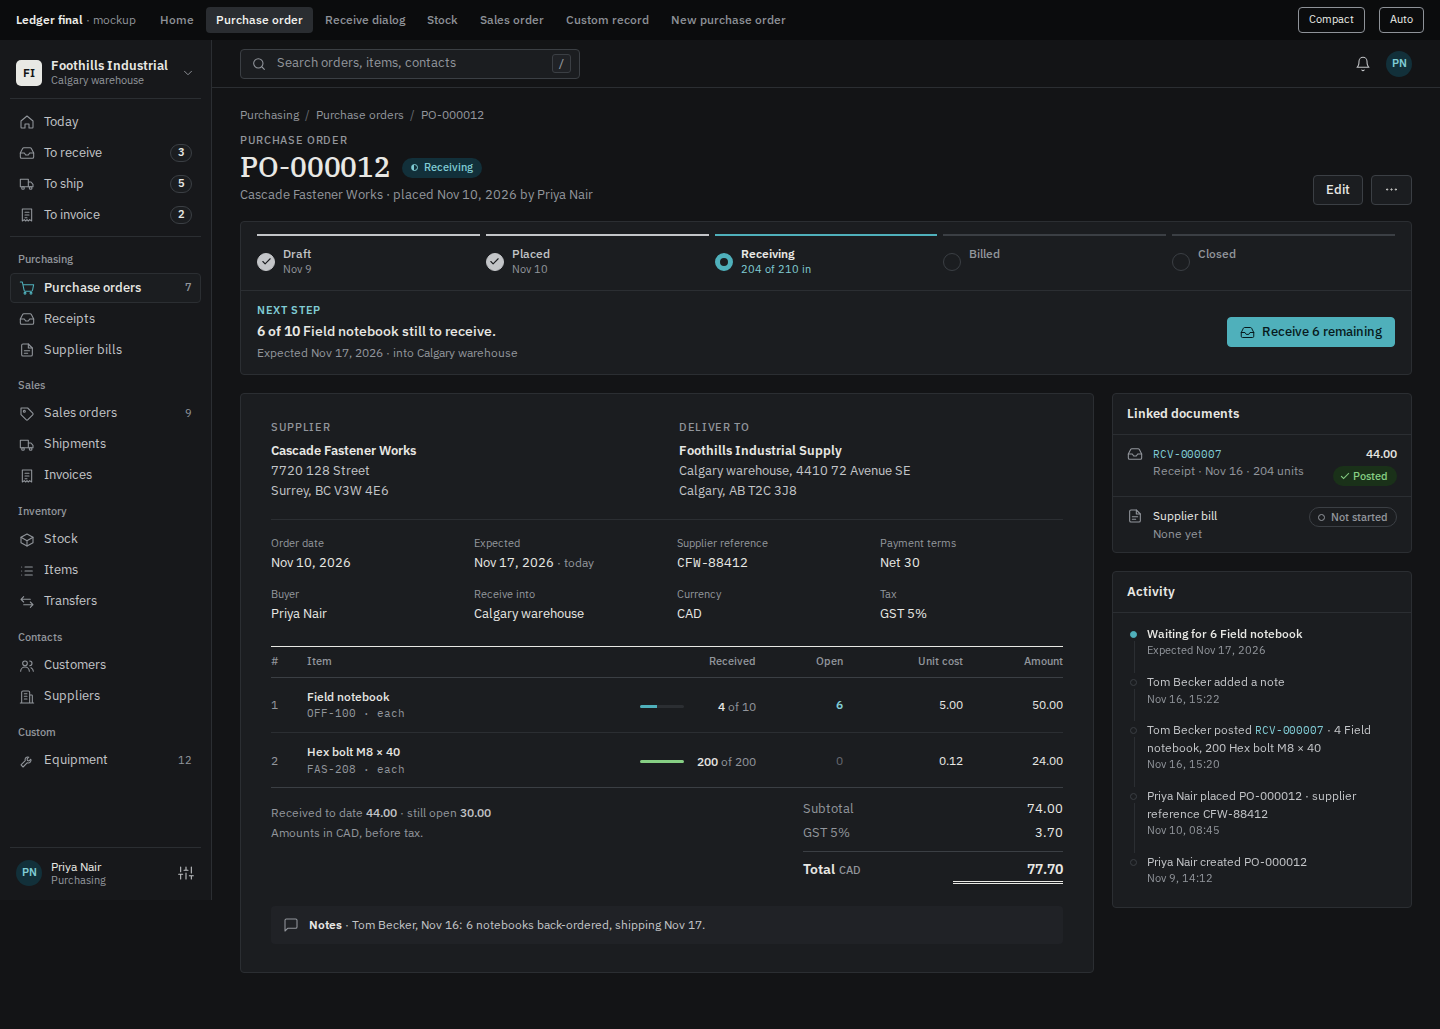 Ledger final · mockup
Home
Purchase order
Receive dialog
Stock
Sales order
Custom record
New purchase order
Compact
Auto
FI
Foothills Industrial
Calgary warehouse
Search orders, items, contacts
/
PN
Today
To receive 3
To ship 5
To invoice 2
Purchasing
Purchase orders 7
Receipts
Supplier bills
Sales
Sales orders 9
Shipments
Invoices
Inventory
Stock
Items
Transfers
Contacts
Customers
Suppliers
Custom
Equipment 12
PN
Priya Nair
Purchasing
Purchasing / Purchase orders / PO-000012
PURCHASE ORDER
PO-000012
Receiving
Cascade Fastener Works · placed Nov 10, 2026 by Priya Nair
Edit
···
Draft
Nov 9
Placed
Nov 10
Receiving
204 of 210 in
Billed
Closed
NEXT STEP
6 of 10 Field notebook still to receive.
Expected Nov 17, 2026 · into Calgary warehouse
Receive 6 remaining
SUPPLIER
Cascade Fastener Works
7720 128 Street
Surrey, BC V3W 4E6
DELIVER TO
Foothills Industrial Supply
Calgary warehouse, 4410 72 Avenue SE
Calgary, AB T2C 3J8
Order date
Nov 10, 2026
Expected
Nov 17, 2026 · today
Supplier reference
CFW-88412
Payment terms
Net 30
Buyer
Priya Nair
Receive into
Calgary warehouse
Currency
CAD
Tax
GST 5%
# Item Received Open Unit cost Amount
1 Field notebook 4 of 10 6 5.00 50.00
OFF-100 · each
2 Hex bolt M8 × 40 200 of 200 0 0.12 24.00
FAS-208 · each
Received to date 44.00 · still open 30.00
Amounts in CAD, before tax.
Subtotal 74.00
GST 5% 3.70
Total CAD 77.70
Notes · Tom Becker, Nov 16: 6 notebooks back-ordered, shipping Nov 17.
Linked documents
RCV-000007 44.00
Receipt · Nov 16 · 204 units
Posted
Supplier bill
None yet
Not started
Activity
Waiting for 6 Field notebook
Expected Nov 17, 2026
Tom Becker added a note
Nov 16, 15:22
Tom Becker posted RCV-000007 · 4 Field
notebook, 200 Hex bolt M8 × 40
Nov 16, 15:20
Priya Nair placed PO-000012 · supplier
reference CFW-88412
Nov 10, 08:45
Priya Nair created PO-000012
Nov 9, 14:12